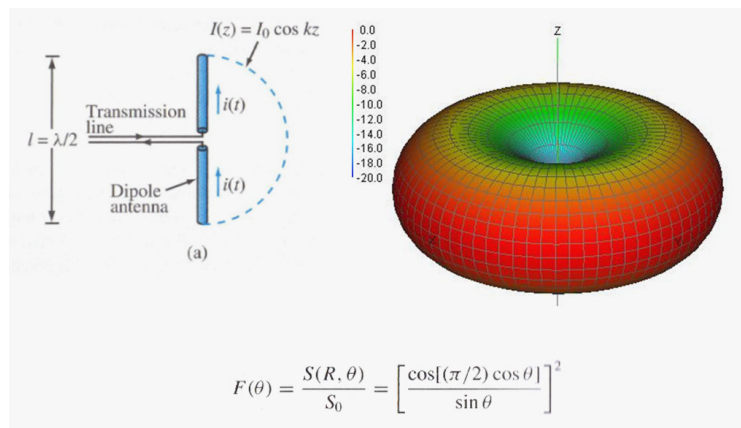 I(z) = I₀ cos kz
i(t)
Transmission
line
l = λ/2
i(t)
Dipole
antenna
(a)
0.0
-2.0
-4.0
-6.0
-8.0
-10.0
-12.0
-14.0
-16.0
-18.0
-20.0
Z
F(θ) = S(R, θ) / S₀ = [cos[(π/2) cos θ] / sin θ]²